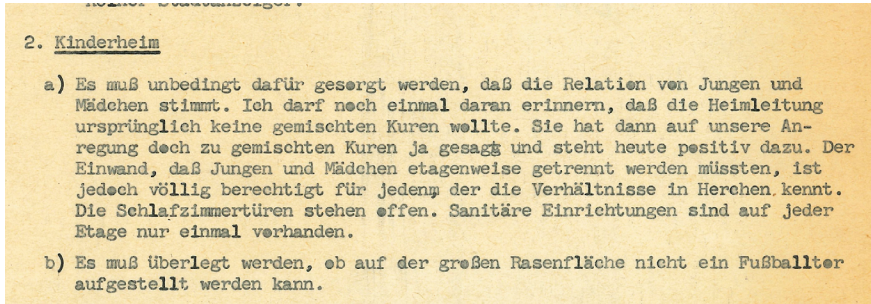 Kölner Stadtanzeiger.
2. Kinderheim
a) Es muß unbedingt dafür gesorgt werden, daß die Relation von Jungen und
Mädchen stimmt. Ich darf noch einmal daran erinnern, daß die Heimleitung
ursprünglich keine gemischten Kuren wollte. Sie hat dann auf unsere An-
regung doch zu gemischten Kuren ja gesagt und steht heute positiv dazu. Der
Einwand, daß Jungen und Mädchen etagenweise getrennt werden müssten, ist
jedoch völlig berechtigt für jeden, der die Verhältnisse in Herchen kennt.
Die Schlafzimmertüren stehen offen. Sanitäre Einrichtungen sind auf jeder
Etage nur einmal vorhanden.
b) Es muß überlegt werden, ob auf der großen Rasenfläche nicht ein Fußballtor
aufgestellt werden kann.